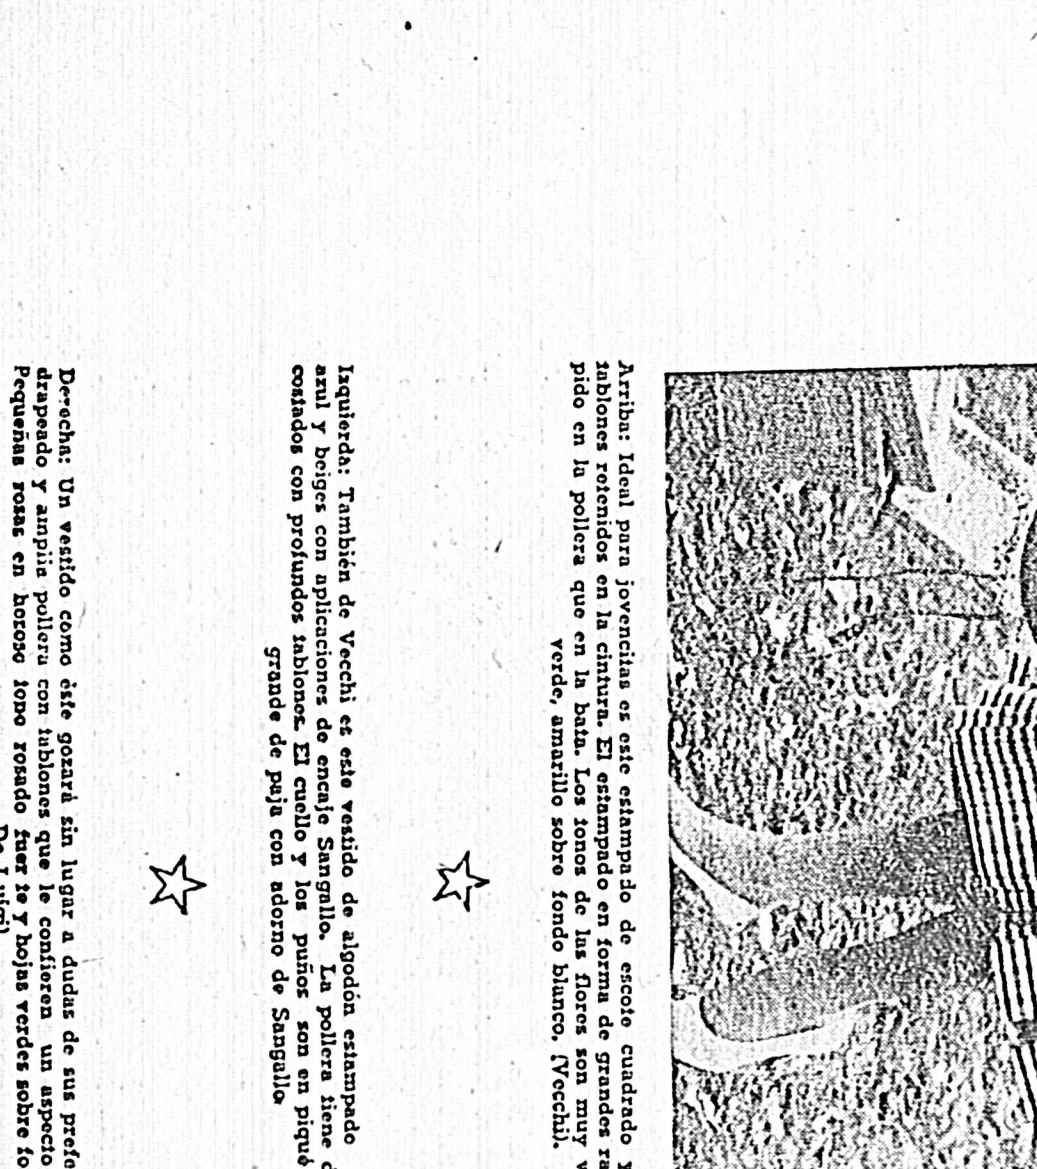 Arriba: Ideal para jovencitas es este estampado de escote cuadrado y
tablones retenidos en la cintura. El estampado en forma de grandes ra
pido en la pollera que en la bata. Los tonos de las flores son muy v
verde, amarillo sobre fondo blanco. (Vecchi).
Izquierda: También de Vecchi es este vestido de algodón estampado
azul y beiges con aplicaciones de encaje Sangallo. La pollera tiene d
costados con profundos tablones. El cuello y los puños son en piqué
grande de paja con adorno de Sangallo
Derecha: Un vestido como éste gozará sin lugar a dudas de sus prefe
drapeado y amplia pollera con tablones que le confieren un aspecto
Pequeñas rosas en tono rosado fuerte y hojas verdes sobre fo
De Luigi)